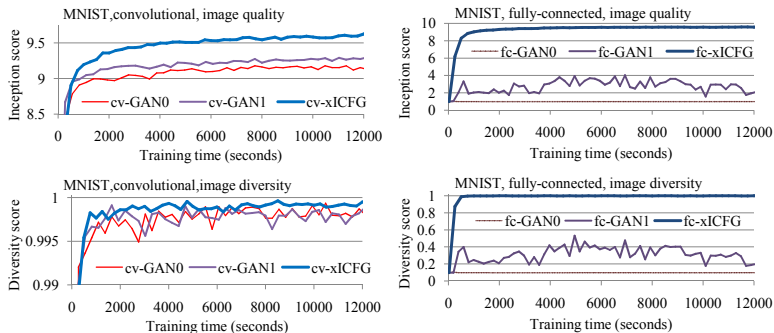 MNIST,convolutional, image quality
Inception score
9.5
9
8.5
cv-GAN0 cv-GAN1 cv-xICFG
0 2000 4000 6000 8000 10000 12000
Training time (seconds)
MNIST, fully-connected, image quality
Inception score
10
8
6
4
2
0
fc-GAN0 fc-GAN1 fc-xICFG
0 2000 4000 6000 8000 10000 12000
Training time (seconds)
MNIST,convolutional,image diversity
Diversity score
1
0.995
0.99
cv-GAN0 cv-GAN1 cv-xICFG
0 2000 4000 6000 8000 10000 12000
Training time (seconds)
MNIST, fully-connected, image diversity
Diversity score
1
0.8
0.6
0.4
0.2
0
fc-GAN0 fc-GAN1 fc-xICFG
0 2000 4000 6000 8000 10000 12000
Training time (seconds)